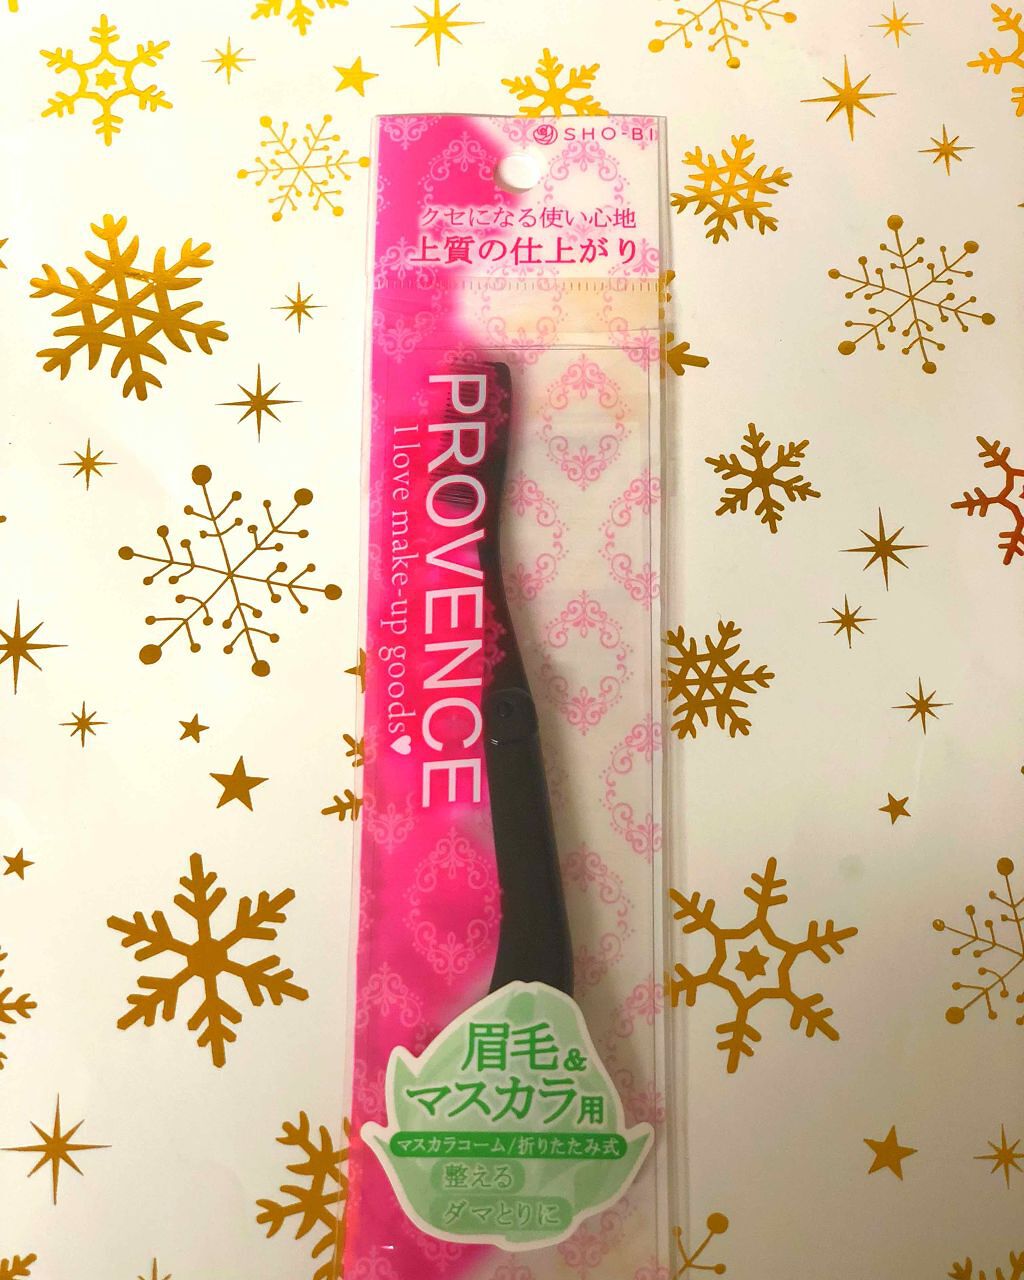 SHO-BI
クセになる使い心地
上質の仕上がり
PROVENCE
I love make-up goods♥
眉毛&
マスカラ用
マスカラコーム/折りたたみ式
整える
ダマとりに